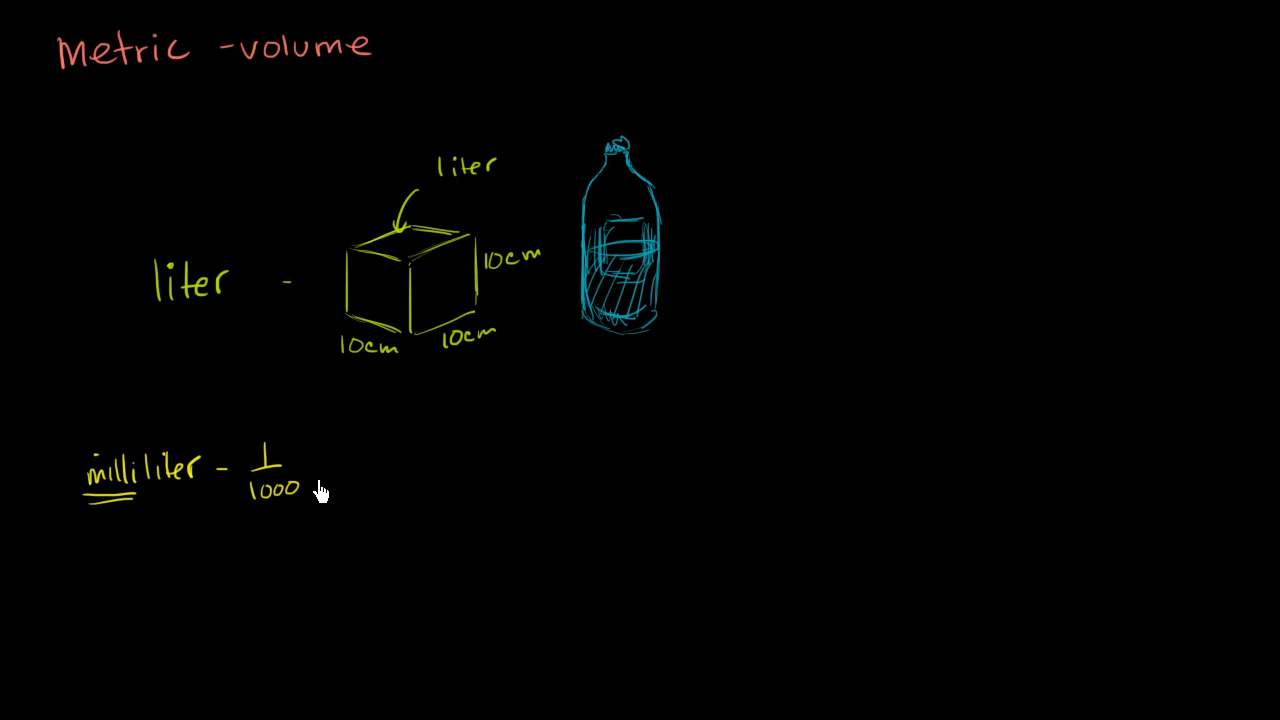 Metric - volume
liter
liter -
10cm
10cm
10cm
milliliter - 1/1000